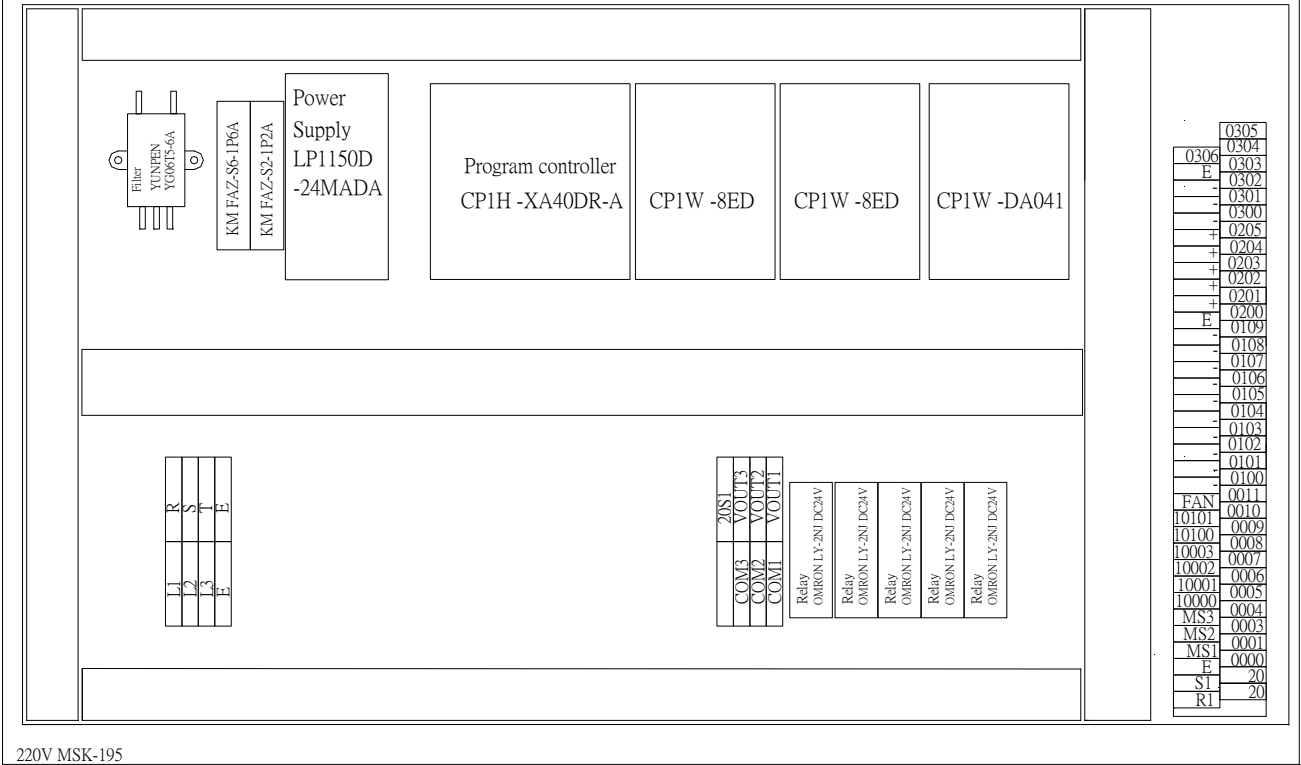 Filter
YUNPEN
YG06T5-6A
KM FAZ-S6-1P6A
KM FAZ-S2-1P2A
Power
Supply
LP1150D
-24MADA
Program controller
CP1H -XA40DR-A
CP1W -8ED
CP1W -8ED
CP1W -DA041
R
S
T
E
L1
L2
L3
E
20S1
VOUT3
VOUT2
VOUT1
COM3
COM2
COM1
Relay
OMRON LY-2NJ DC24V
Relay
OMRON LY-2NJ DC24V
Relay
OMRON LY-2NJ DC24V
Relay
OMRON LY-2NJ DC24V
Relay
OMRON LY-2NJ DC24V
0306
E
-
-
-
+
+
+
+
+
E
-
-
-
-
-
-
-
-
-
-
FAN
10101
10100
10003
10002
10001
10000
MS3
MS2
MS1
E
S1
R1
0305
0304
0303
0302
0301
0300
0205
0204
0203
0202
0201
0200
0109
0108
0107
0106
0105
0104
0103
0102
0101
0100
0011
0010
0009
0008
0007
0006
0005
0004
0003
0001
0000
20
20
220V MSK-195